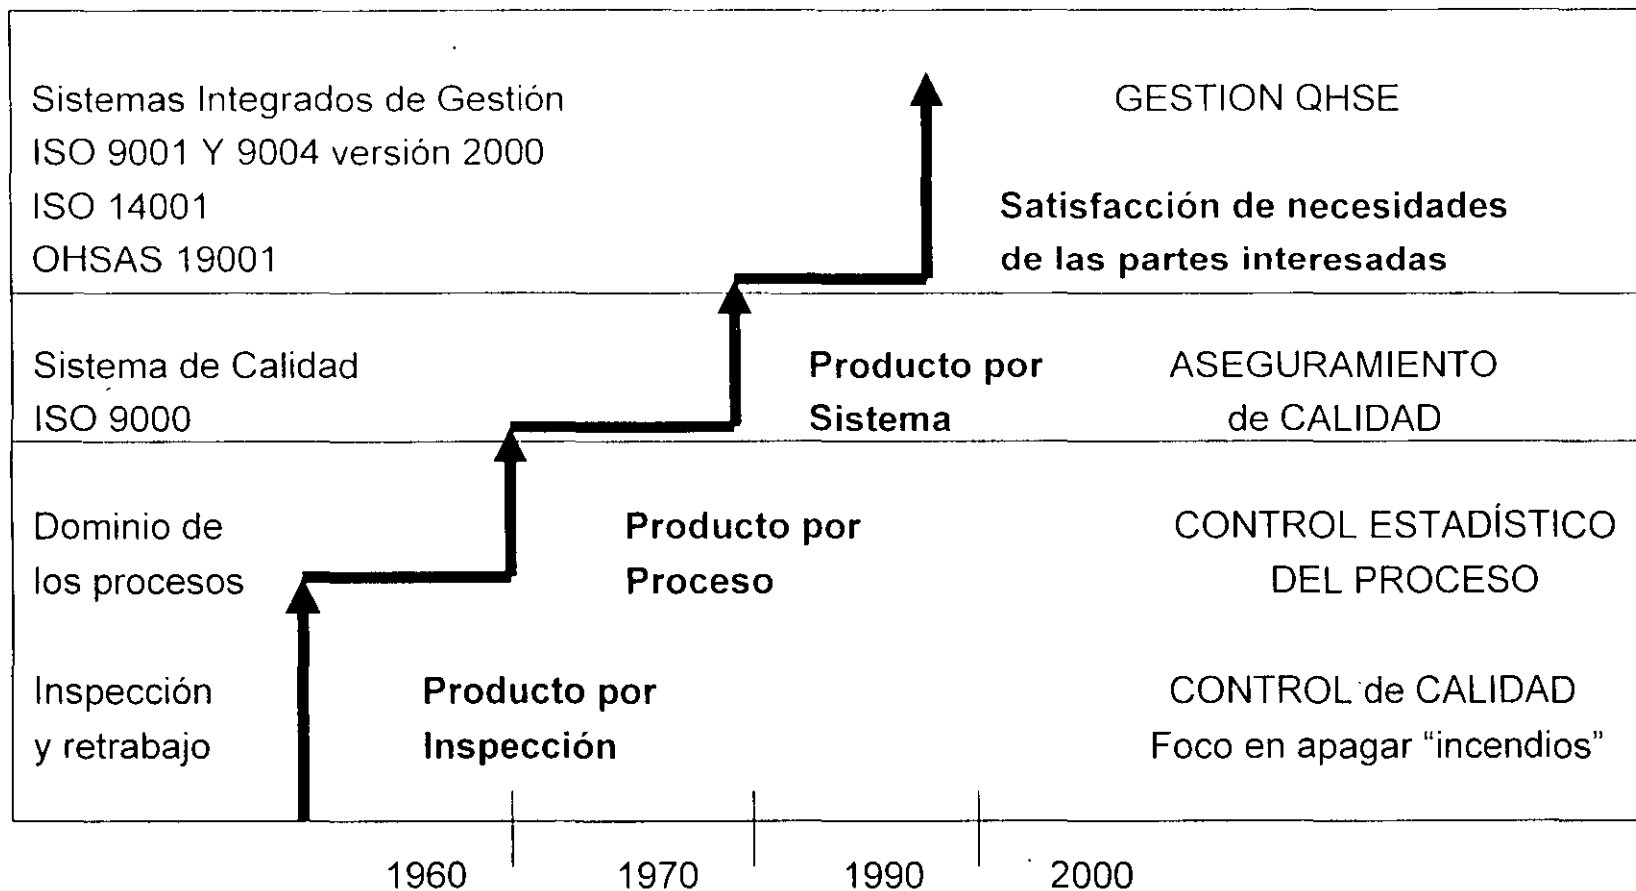 Sistemas Integrados de Gestión
ISO 9001 Y 9004 versión 2000
ISO 14001
OHSAS 19001
GESTION QHSE
Satisfacción de necesidades
de las partes interesadas
Sistema de Calidad
ISO 9000
Producto por
Sistema
ASEGURAMIENTO
de CALIDAD
Dominio de
los procesos
Producto por
Proceso
CONTROL ESTADÍSTICO
DEL PROCESO
Inspección
y retrabajo
Producto por
Inspección
CONTROL de CALIDAD
Foco en apagar “incendios”
1960 1970 1990 2000